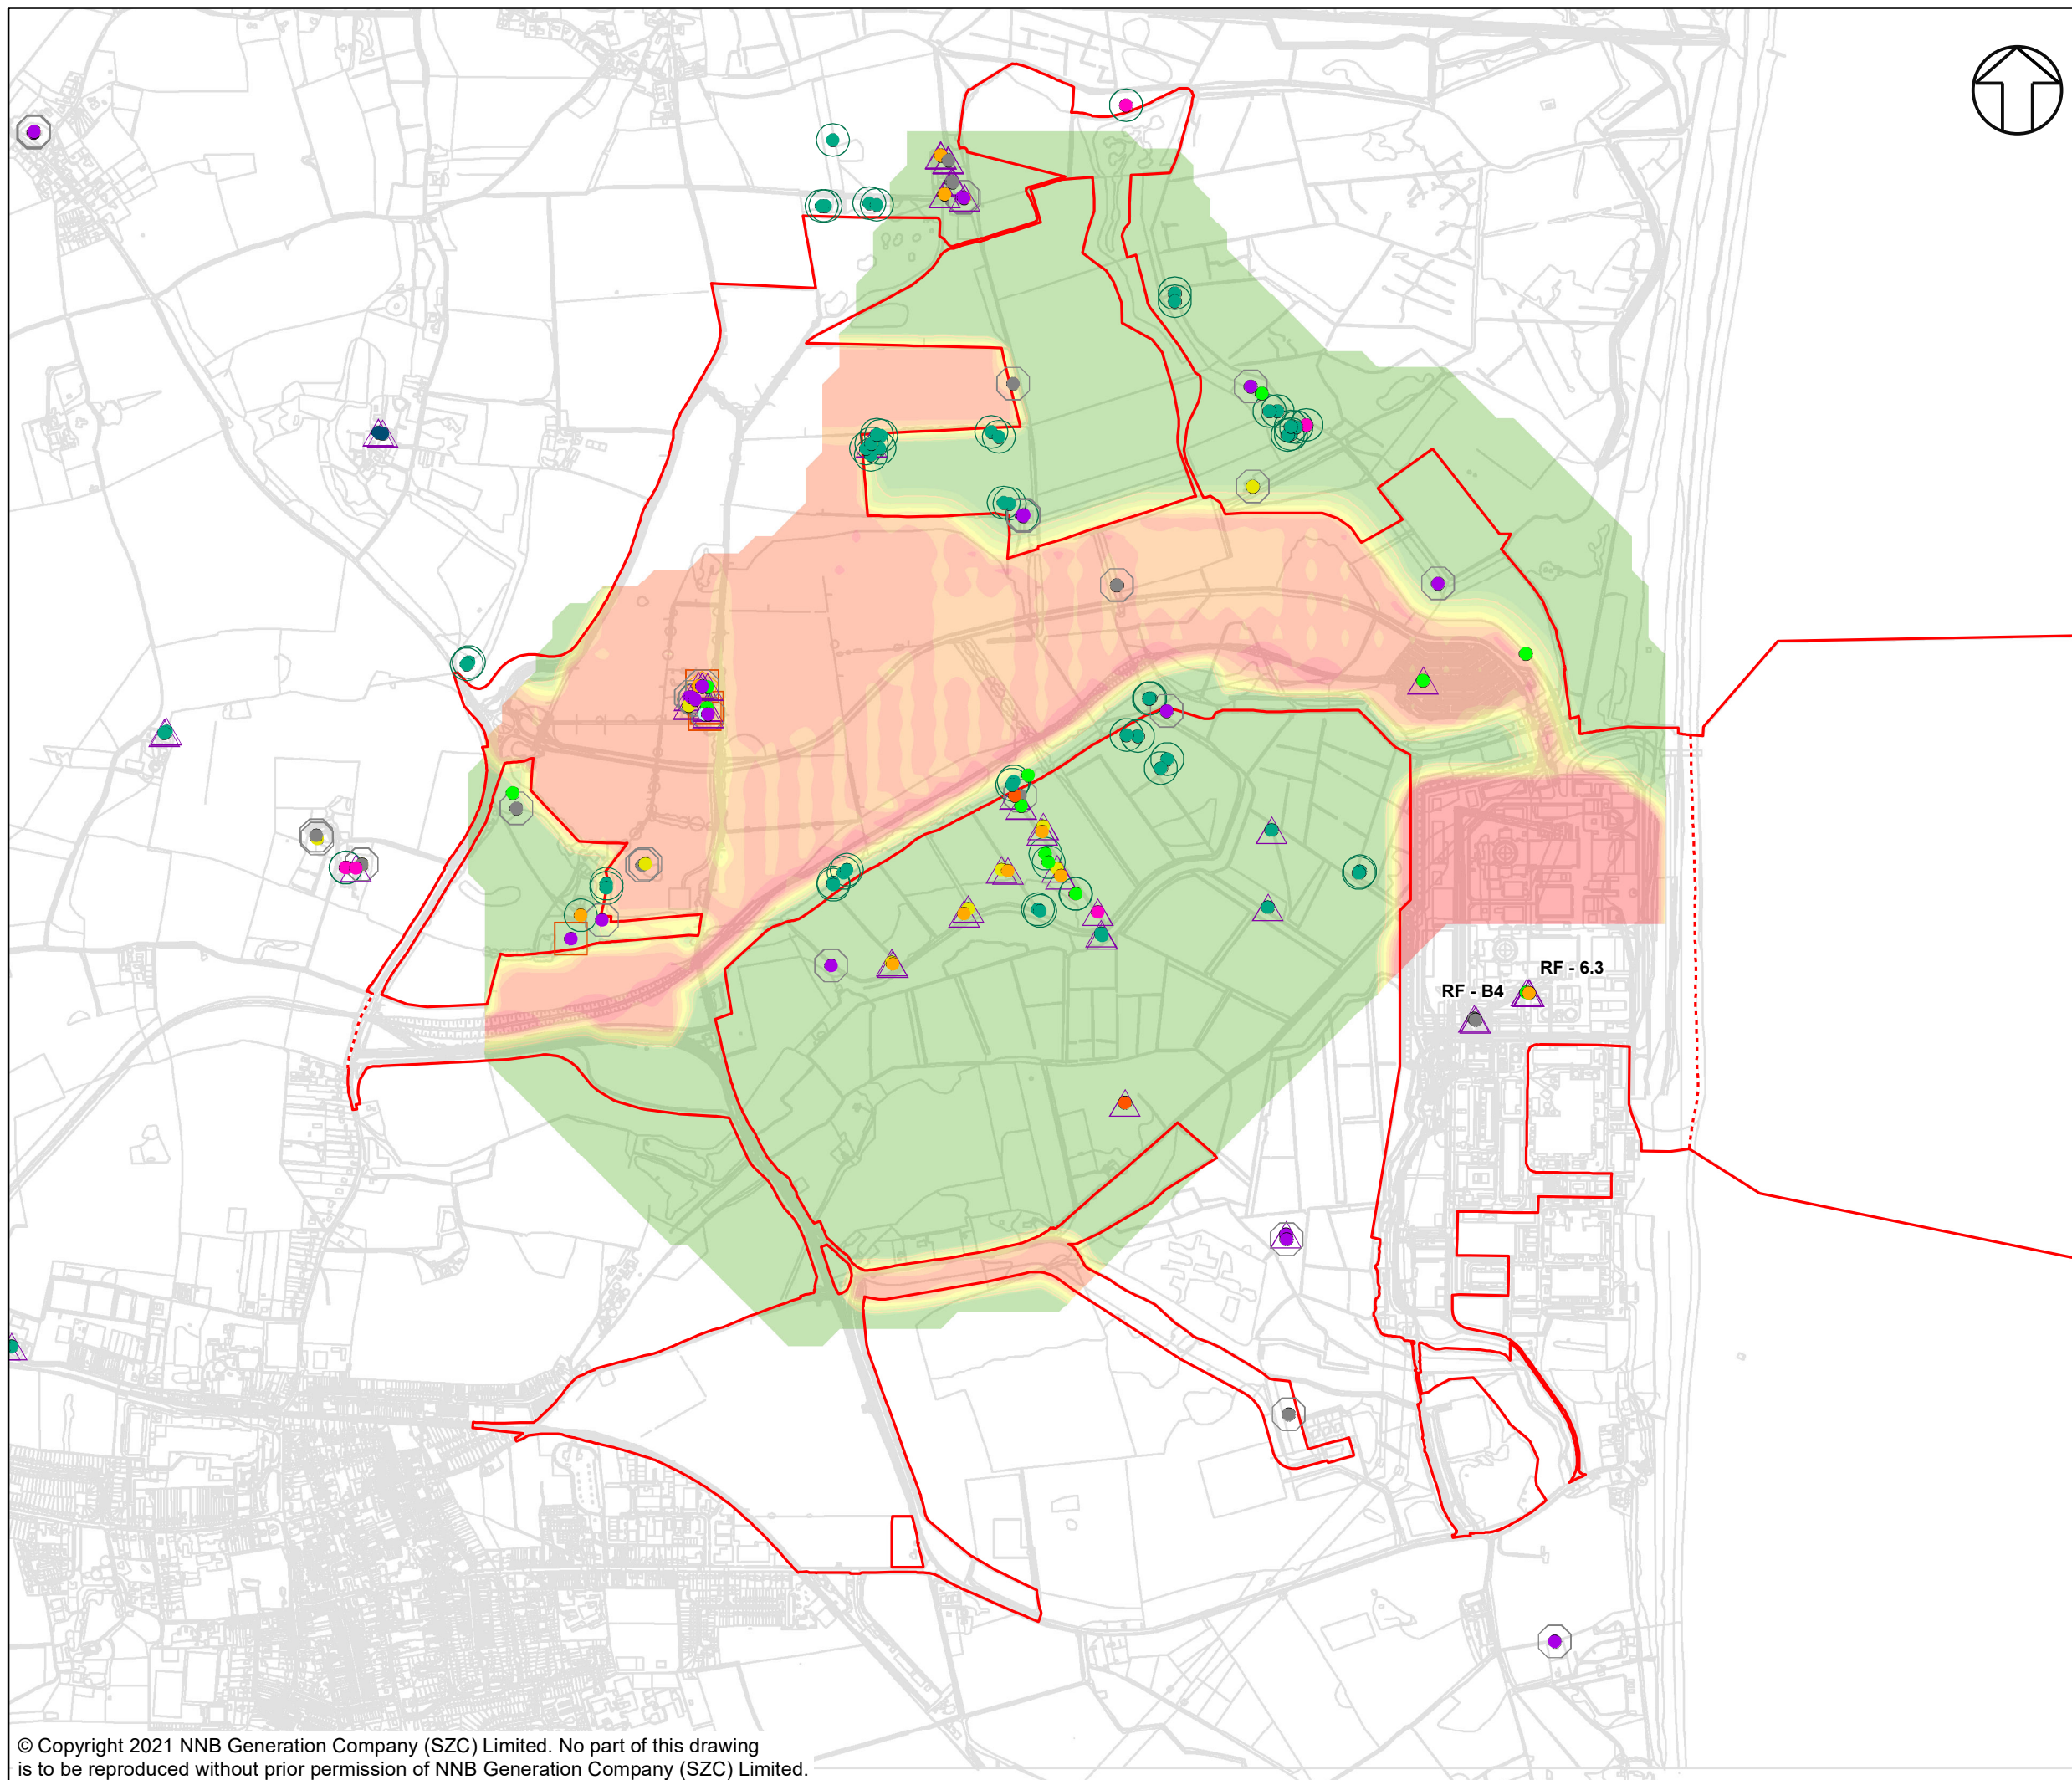 RF - 6.3
RF - B4
© Copyright 2021 NNB Generation Company (SZC) Limited. No part of this drawing
is to be reproduced without prior permission of NNB Generation Company (SZC) Limited.